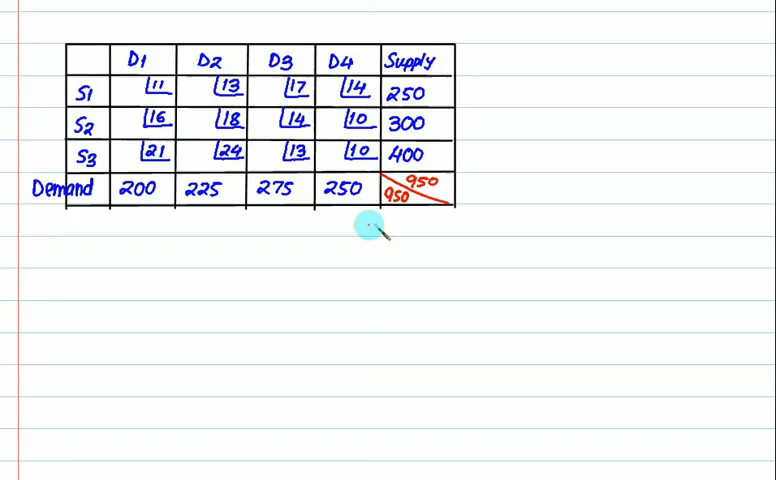 D1 D2 D3 D4 Supply
S1 11 13 17 14 250
S2 16 18 14 10 300
S3 21 24 13 10 400
Demand 200 225 275 250 950 950